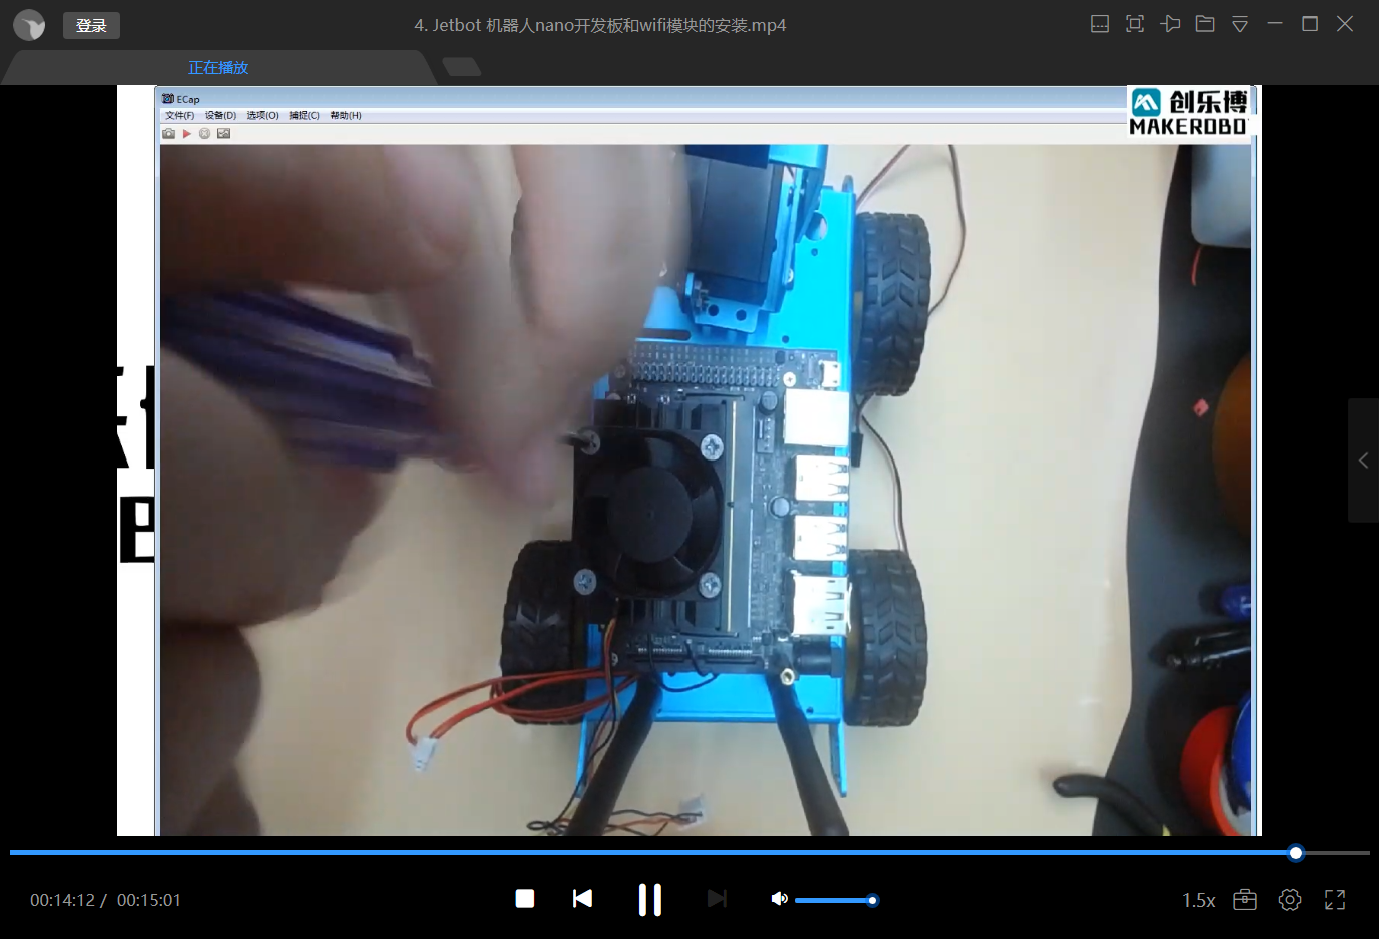 登录
4. Jetbot 机器人nano开发板和wifi模块的安装.mp4
正在播放
ECap
文件(F) 设备(D) 选项(O) 捕捉(C) 帮助(H)
创乐博
MAKEROBO
00:14:12 / 00:15:01
1.5x